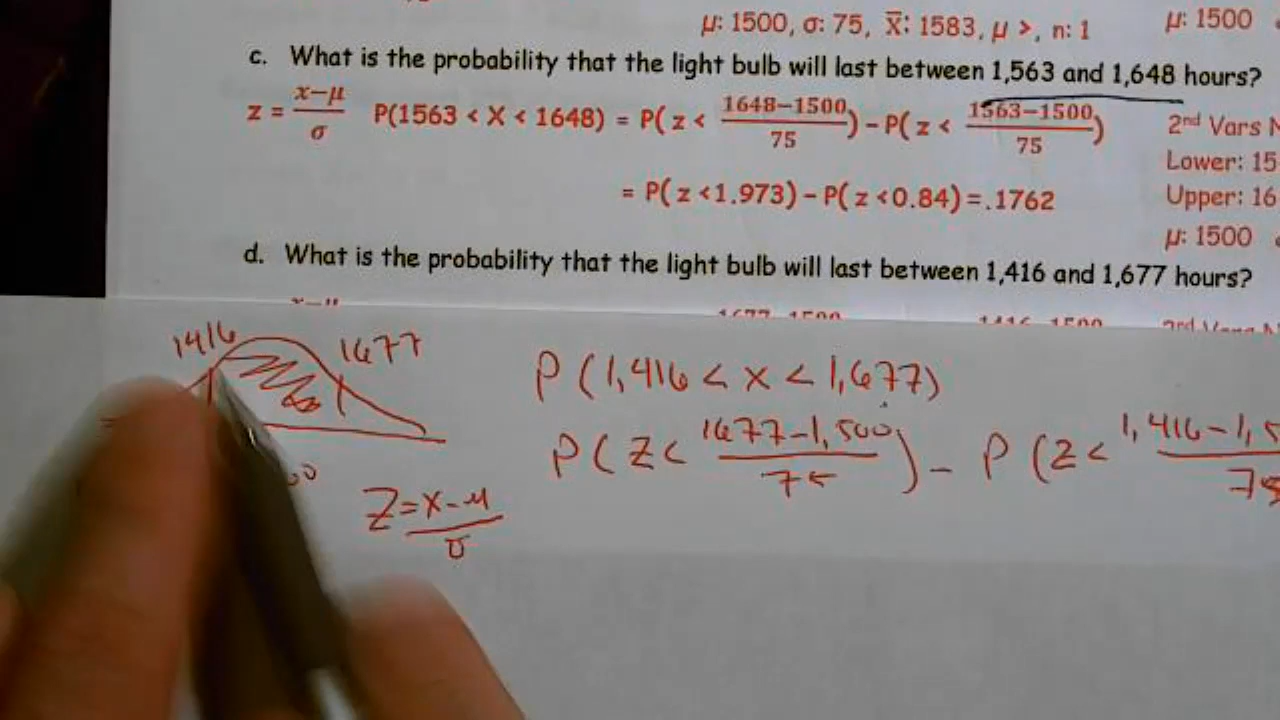 μ: 1500, σ: 75, x̄: 1583, μ >, n: 1
μ: 1500
c. What is the probability that the light bulb will last between 1,563 and 1,648 hours?
z = x−μ/σ P(1563 < X < 1648) = P( z < 1648−1500/75 ) − P( z < 1563−1500/75 )
2nd Vars
Lower: 15
= P( z <1.973) − P( z <0.84) = .1762
Upper: 16
μ: 1500
d. What is the probability that the light bulb will last between 1,416 and 1,677 hours?
1416
1677
P ( 1,416 < x < 1,677)
P ( Z < 1677-1,500/75 ) - P ( Z < 1,416-1,5/75
Z = x-μ/σ